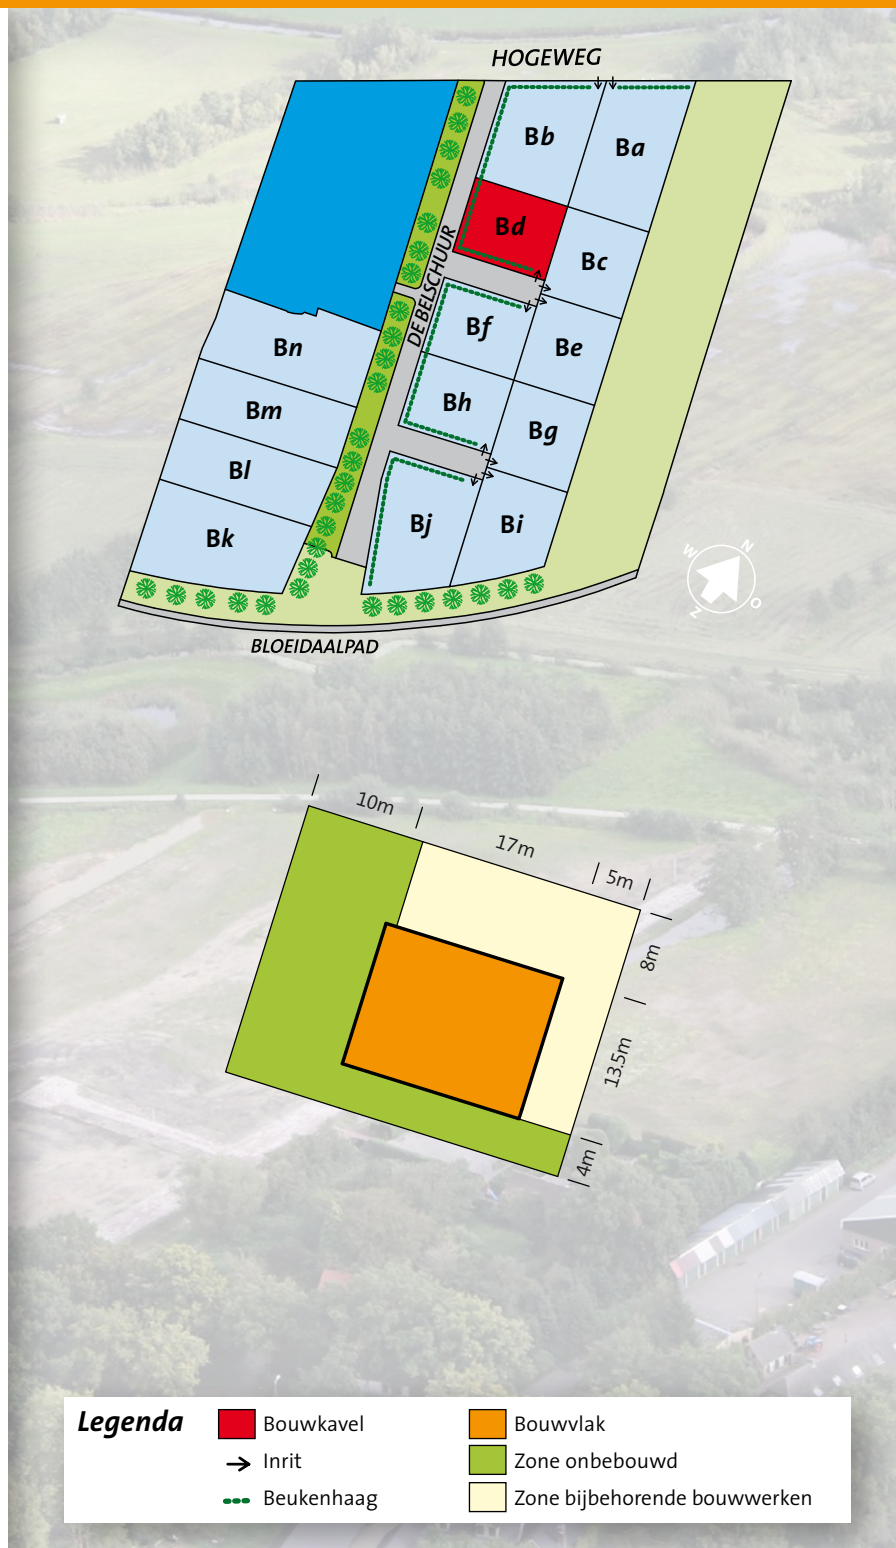 HOGEWEG
Bb
Ba
Bd
DE BELSCHUUR
Bc
Bf
Be
Bn
Bh
Bm
Bg
Bl
Bj
Bi
Bk
N
W
O
Z
BLOEIDAALPAD
10m
17m
5m
8m
13.5m
4m
Legenda
Bouwkavel
Bouwvlak
Inrit
Zone onbebouwd
Beukenhaag
Zone bijbehorende bouwwerken